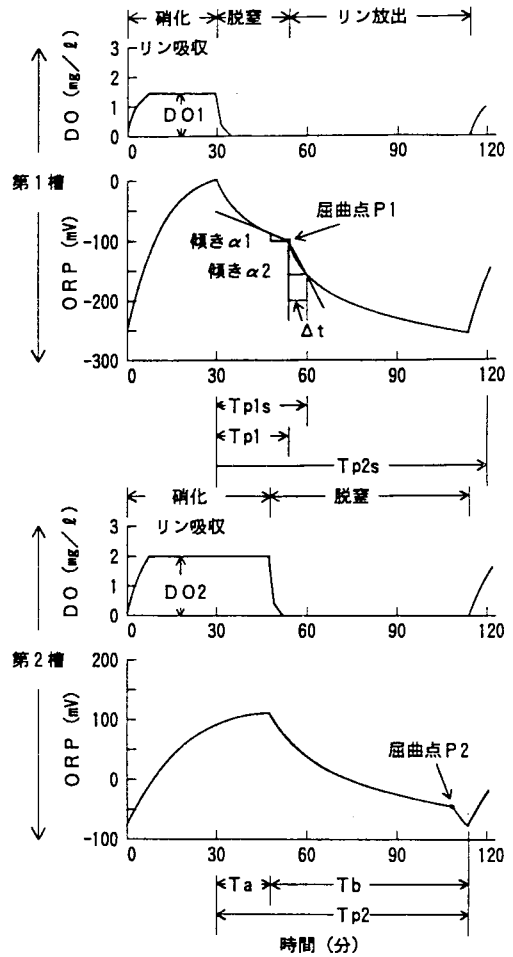 硝化 脱窒 リン放出
リン吸収
DO (mg/ℓ)
3
2
1
0
DO1
0 30 60 90 120
第1槽
ORP (mV)
0
-100
-200
-300
屈曲点P1
傾きα1
傾きα2
Δt
0 30 60 90 120
Tp1s
Tp1
Tp2s
硝化 脱窒
リン吸収
DO (mg/ℓ)
3
2
1
0
DO2
0 30 60 90 120
第2槽
ORP (mV)
200
100
0
-100
屈曲点P2
0 30 60 90 120
Ta Tb
Tp2
時間 (分)